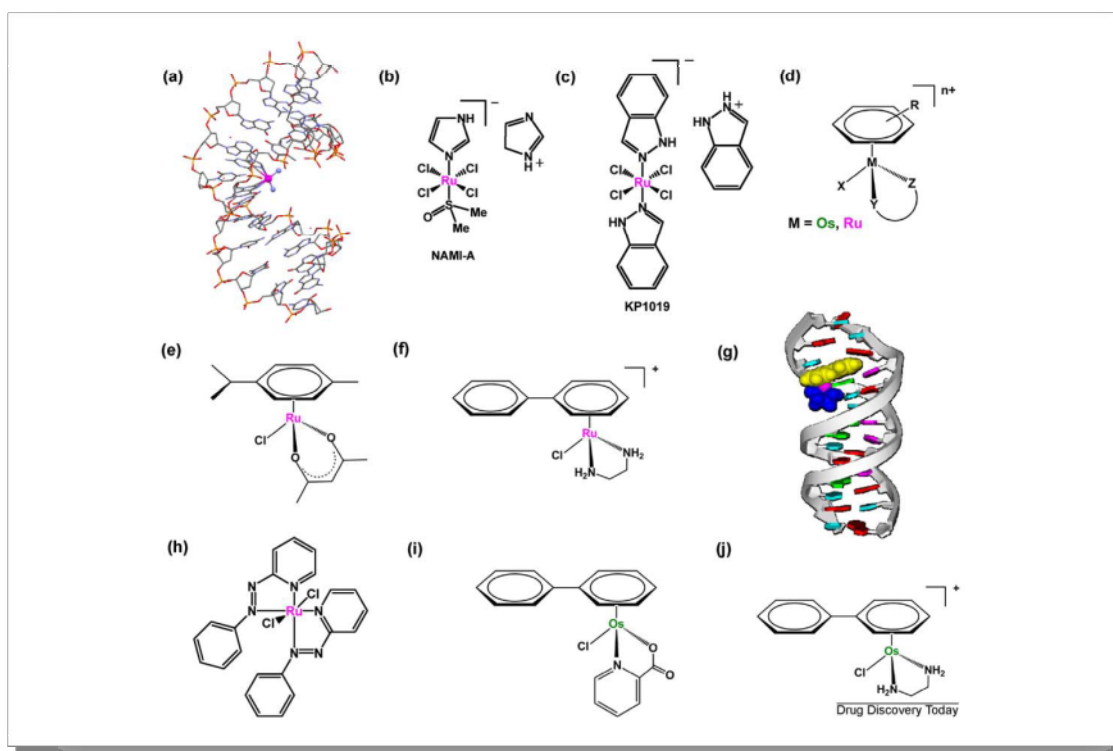 (a)
(b)
NH
N
Cl
Cl
Ru
Cl
Cl
S
O
Me
Me
–
N
N
H
+
NAMI-A
(c)
NH
N
Cl
Cl
Ru
Cl
Cl
N
HN
–
H
N
+
HN
KP1019
(d)
R
n+
M
X
Y
Z
M = Os, Ru
(e)
Ru
Cl
O
O
(f)
+
Ru
Cl
NH2
H2N
(g)
(h)
N
N
N
Cl
Ru
Cl
N
N
N
(i)
Os
Cl
O
N
O
(j)
+
Os
Cl
NH2
H2N
Drug Discovery Today